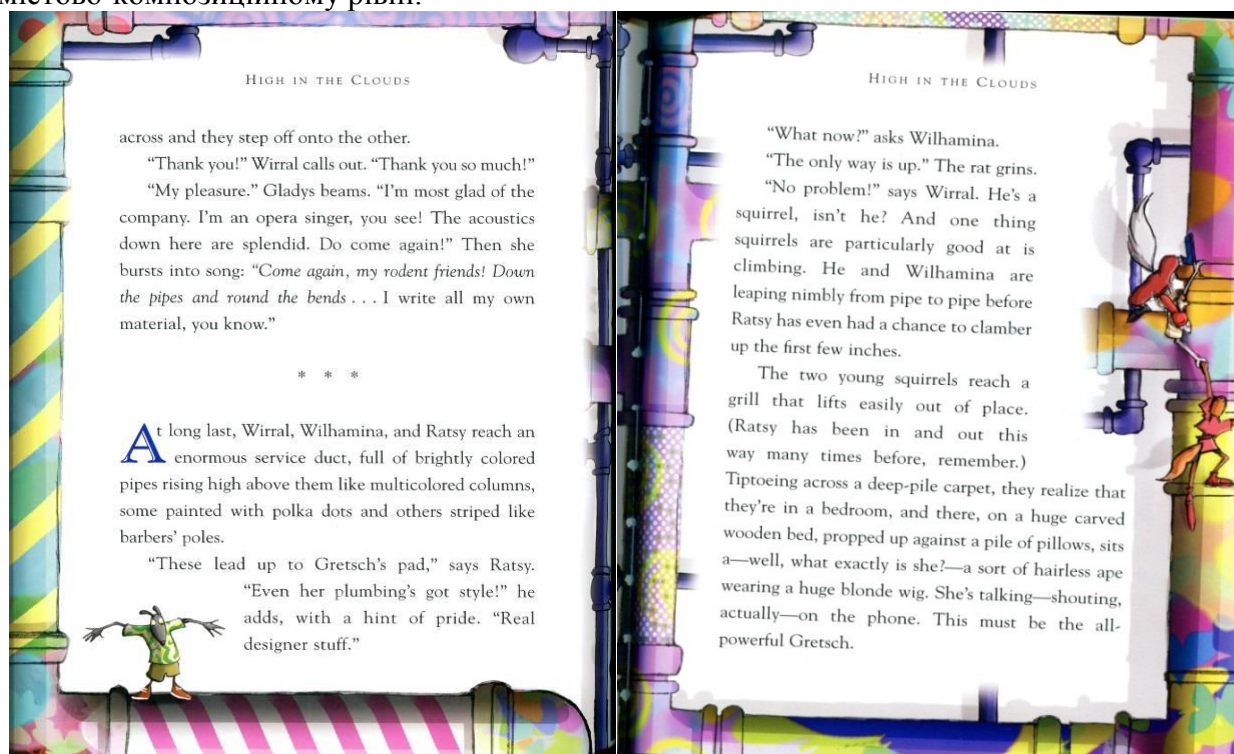 змістово-композиційному рівні.
HIGH IN THE CLOUDS
across and they step off onto the other.
“Thank you!” Wirral calls out. “Thank you so much!”
“My pleasure.” Gladys beams. “I’m most glad of the
company. I’m an opera singer, you see! The acoustics
down here are splendid. Do come again!” Then she
bursts into song: “Come again, my rodent friends! Down
the pipes and round the bends . . . I write all my own
material, you know.”
* * *
At long last, Wirral, Wilhamina, and Ratsy reach an
enormous service duct, full of brightly colored
pipes rising high above them like multicolored columns,
some painted with polka dots and others striped like
barbers’ poles.
“These lead up to Gretsch’s pad,” says Ratsy.
“Even her plumbing’s got style!” he
adds, with a hint of pride. “Real
designer stuff.”
HIGH IN THE CLOUDS
“What now?” asks Wilhamina.
“The only way is up.” The rat grins.
“No problem!” says Wirral. He’s a
squirrel, isn’t he? And one thing
squirrels are particularly good at is
climbing. He and Wilhamina are
leaping nimbly from pipe to pipe before
Ratsy has even had a chance to clamber
up the first few inches.
The two young squirrels reach a
grill that lifts easily out of place.
(Ratsy has been in and out this
way many times before, remember.)
Tiptoeing across a deep-pile carpet, they realize that
they’re in a bedroom, and there, on a huge carved
wooden bed, propped up against a pile of pillows, sits
a—well, what exactly is she?—a sort of hairless ape
wearing a huge blonde wig. She’s talking—shouting,
actually—on the phone. This must be the all-
powerful Gretsch.